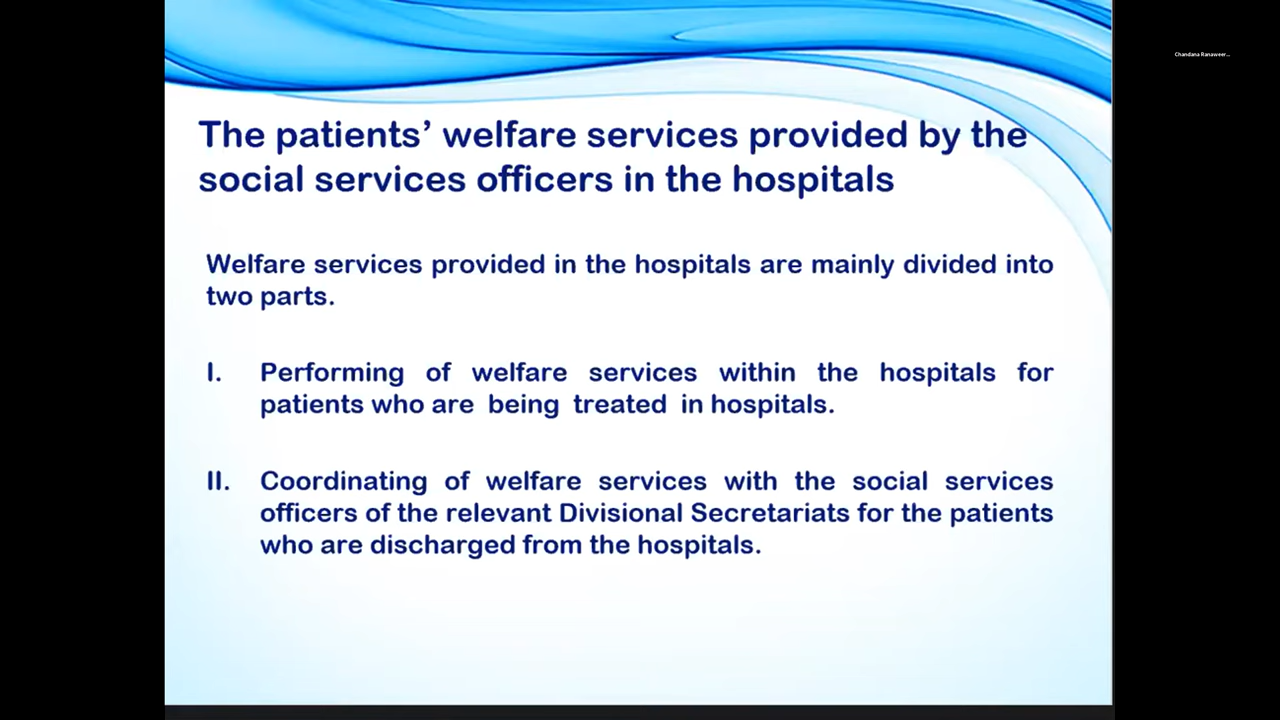 Chandana Ranaweer...
The patients’ welfare services provided by the
social services officers in the hospitals
Welfare services provided in the hospitals are mainly divided into
two parts.
I. Performing of welfare services within the hospitals for
patients who are being treated in hospitals.
II. Coordinating of welfare services with the social services
officers of the relevant Divisional Secretariats for the patients
who are discharged from the hospitals.